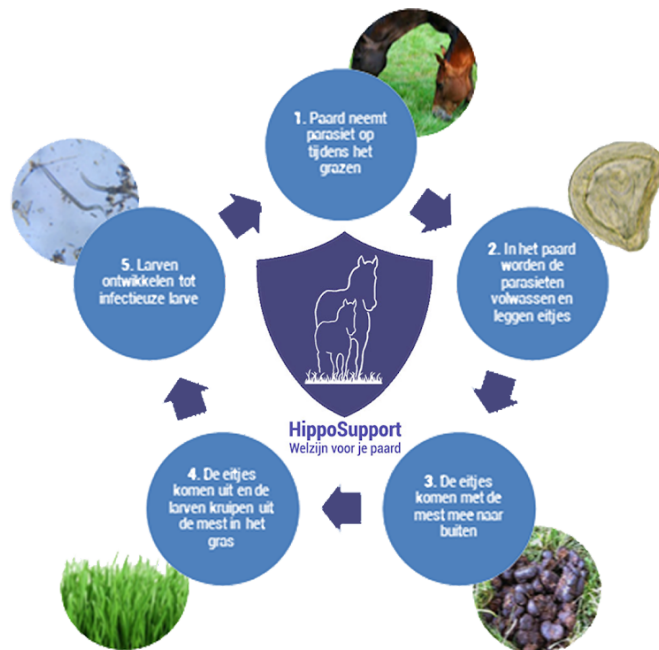 1. Paard neemt
parasiet op
tijdens het
grazen
2. In het paard
worden de
parasieten
volwassen en
leggen eitjes
3. De eitjes
komen met de
mest mee naar
buiten
4. De eitjes
komen uit en de
larven kruipen uit
de mest in het
gras
5. Larven
ontwikkelen tot
infectieuze larve
HippoSupport
Welzijn voor je paard